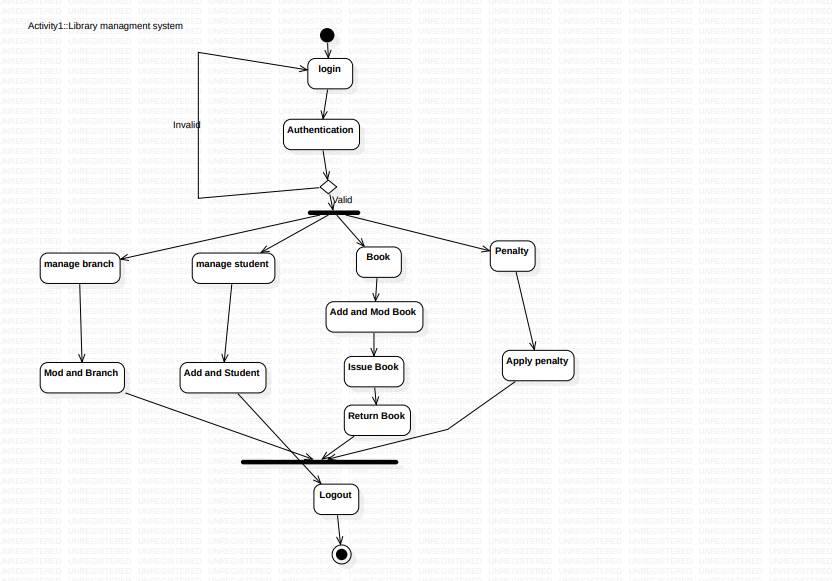 Activity1::Library managment system
login
Invalid
Authentication
Valid
manage branch
manage student
Book
Penalty
Add and Mod Book
Mod and Branch
Add and Student
Issue Book
Apply penalty
Return Book
Logout
UNREGISTERED